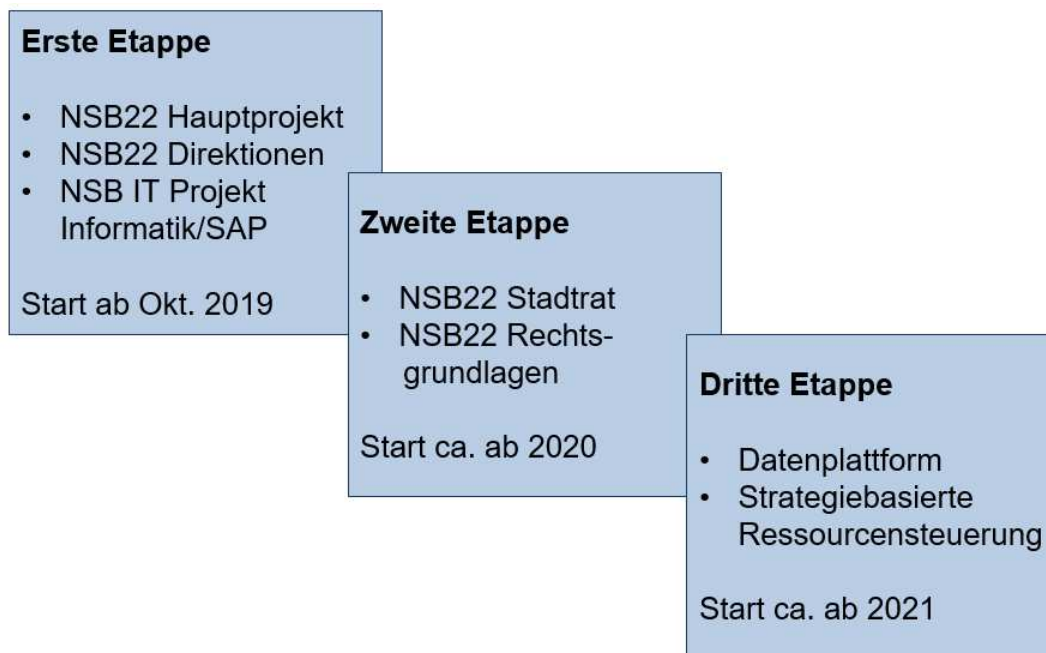 Erste Etappe
• NSB22 Hauptprojekt
• NSB22 Direktionen
• NSB IT Projekt
Informatik/SAP
Start ab Okt. 2019
Zweite Etappe
• NSB22 Stadtrat
• NSB22 Rechts-
grundlagen
Start ca. ab 2020
Dritte Etappe
• Datenplattform
• Strategiebasierte
Ressourcensteuerung
Start ca. ab 2021